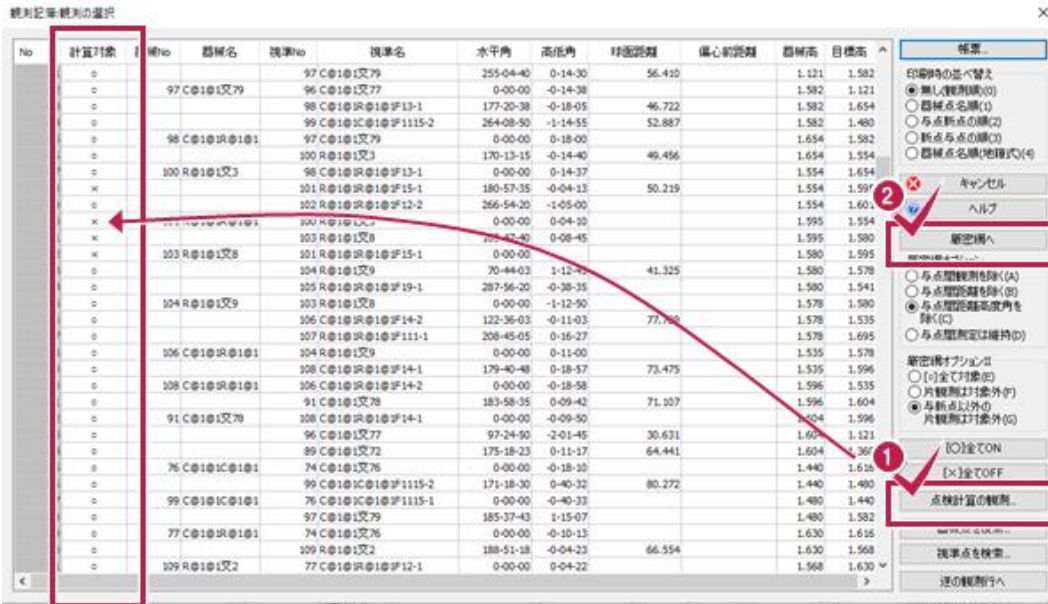 観測記簿:観測の選択
No 計算対象 器械No 器械名 視準No 視準名 水平角 高低角 球面距離 偏心前距離 器械高 目標高
○ 97 C@1@1交79 255-04-40 0-14-30 56.410 1.121 1.582
○ 97 C@1@1交79 96 C@1@1交77 0-00-00 -0-14-38 1.582 1.121
○ 98 C@1@1R@1@1F13-1 177-20-38 -0-18-05 46.722 1.582 1.654
○ 99 C@1@1C@1@1F1115-2 264-08-50 -1-14-55 52.887 1.582 1.480
○ 98 C@1@1R@1@1 97 C@1@1交79 0-00-00 0-18-00 1.654 1.582
○ 100 R@1@1交3 170-13-15 -0-14-40 49.456 1.654 1.554
○ 100 R@1@1交3 98 C@1@1R@1@1F13-1 0-00-00 0-14-37 1.554 1.654
× 101 R@1@1R@1@1F15-1 180-57-35 -0-04-13 50.219 1.554
○ 102 R@1@1R@1@1F12-2 266-54-20 -1-05-00 1.554
× 0-00-00 0-04-10 1.595 1.554
× 103 R@1@1交8 0-08-45 1.595 1.580
× 103 R@1@1交8 101 R@1@1R@1@1F15-1 0-00-00 1.580 1.595
○ 104 R@1@1交9 70-44-03 41.325 1.580 1.578
○ 105 R@1@1R@1@1F19-1 287-56-20 -0-38-35 1.580 1.541
○ 104 R@1@1交9 103 R@1@1交8 0-00-00 -1-12-50 1.578 1.580
○ 106 C@1@1R@1@1F14-2 122-36-03 -0-11-03 1.578 1.535
○ 107 R@1@1R@1@1F111-1 208-45-05 0-16-27 1.578 1.695
○ 106 C@1@1R@1@1 104 R@1@1交9 0-00-00 0-11-00 1.535 1.578
○ 108 C@1@1R@1@1F14-1 179-40-48 0-18-57 73.475 1.535 1.596
○ 108 C@1@1R@1@1 106 C@1@1R@1@1F14-2 0-00-00 -0-18-58 1.596 1.535
○ 91 C@1@1交78 183-58-35 0-09-42 71.107 1.596 1.604
○ 91 C@1@1交78 108 C@1@1R@1@1F14-1 0-00-00 -0-09-50 1.604 1.596
○ 96 C@1@1交77 97-24-50 -2-01-45 30.631 1.121
○ 89 C@1@1交72 175-18-23 0-11-17 64.441 1.604
○ 76 C@1@1C@1@1 74 C@1@1交76 0-00-00 -0-18-10 1.440
○ 99 C@1@1C@1@1F1115-2 171-18-30 0-40-32 80.272 1.440 1.480
○ 99 C@1@1C@1@1 76 C@1@1C@1@1F1115-1 0-00-00 -0-40-33 1.480 1.440
○ 97 C@1@1交79 185-37-43 1-15-07 1.480 1.582
○ 77 C@1@1R@1@1 74 C@1@1交76 0-00-00 -0-10-13 1.630 1.616
○ 109 R@1@1交2 188-51-18 -0-04-23 66.554 1.630 1.568
○ 109 R@1@1交2 77 C@1@1R@1@1F12-1 0-00-00 0-04-22 1.568 1.630
帳票...
印刷時の並べ替え
無し(観測順)(0)
器械点名順(1)
与点新点の順(2)
新点与点の順(3)
器械点名順(地籍式)(4)
キャンセル
2
ヘルプ
厳密網へ
与点間観測を除く(A)
与点間距離を除く(B)
与点間距離高度角を
除く(C)
与点間測定は維持(D)
厳密網オプションII
[○]全て対象(E)
片観測は対象外(F)
与新点以外の
片観測は対象外(G)
[○]全てON
1
[×]全てOFF
点検計算の観測...
視準点を検索...
逆の観測行へ